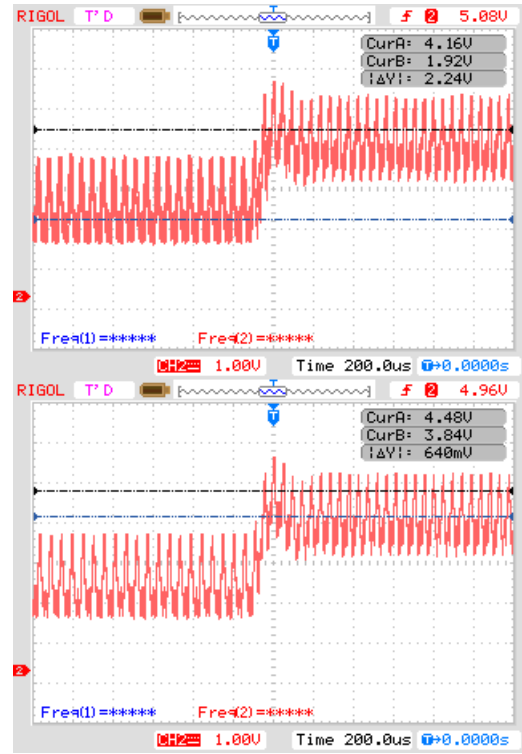 RIGOL T'D T f 2 5.08V
T
CurA: 4.16V
CurB: 1.92V
|ΔY|: 2.24V
2
Freq(1)=***** Freq(2)=*****
CH2 1.00V Time 200.0us T→0.0000s
RIGOL T'D T f 2 4.96V
T
CurA: 4.48V
CurB: 3.84V
|ΔY|: 640mV
2
Freq(1)=***** Freq(2)=*****
CH2 1.00V Time 200.0us T→0.0000s